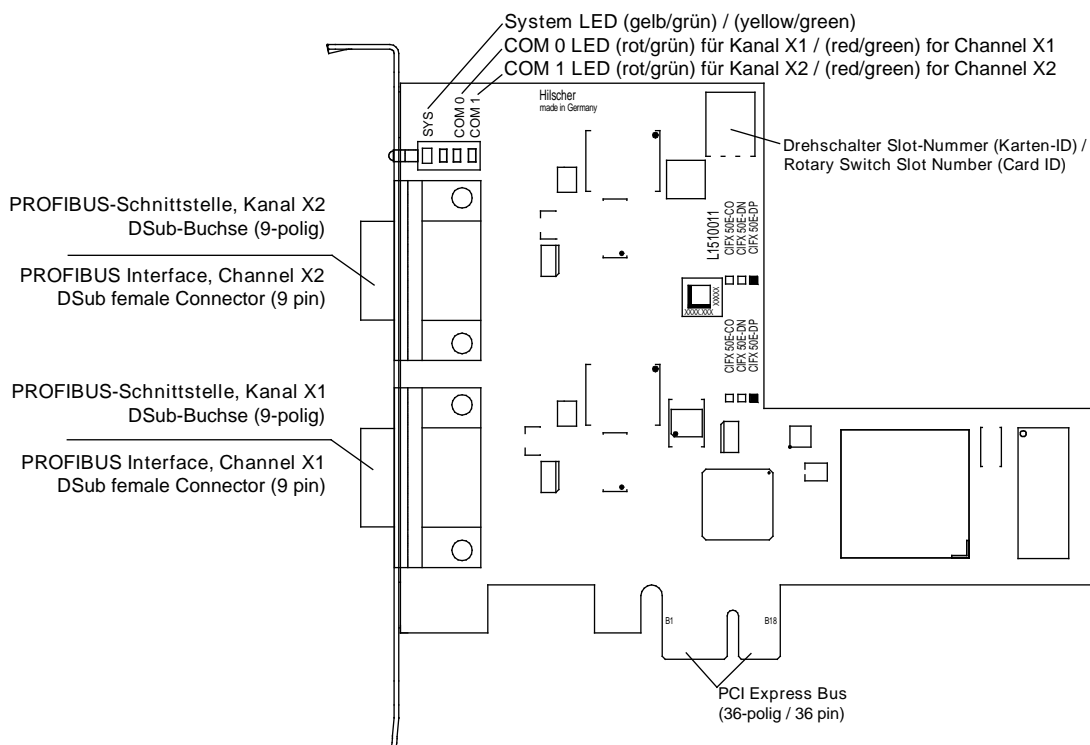 System LED (gelb/grün) / (yellow/green)
COM 0 LED (rot/grün) für Kanal X1 / (red/green) for Channel X1
COM 1 LED (rot/grün) für Kanal X2 / (red/green) for Channel X2
SYS
COM 0
COM 1
Hilscher
made in Germany
Drehschalter Slot-Nummer (Karten-ID) /
Rotary Switch Slot Number (Card ID)
PROFIBUS-Schnittstelle, Kanal X2
DSub-Buchse (9-polig)
PROFIBUS Interface, Channel X2
DSub female Connector (9 pin)
L1510011
CIFX 50E-CO
CIFX 50E-DN
CIFX 50E-DP
XXXXX
XXXX.XXX
CIFX 50E-CO
CIFX 50E-DN
CIFX 50E-DP
PROFIBUS-Schnittstelle, Kanal X1
DSub-Buchse (9-polig)
PROFIBUS Interface, Channel X1
DSub female Connector (9 pin)
B1
B18
PCI Express Bus
(36-polig / 36 pin)